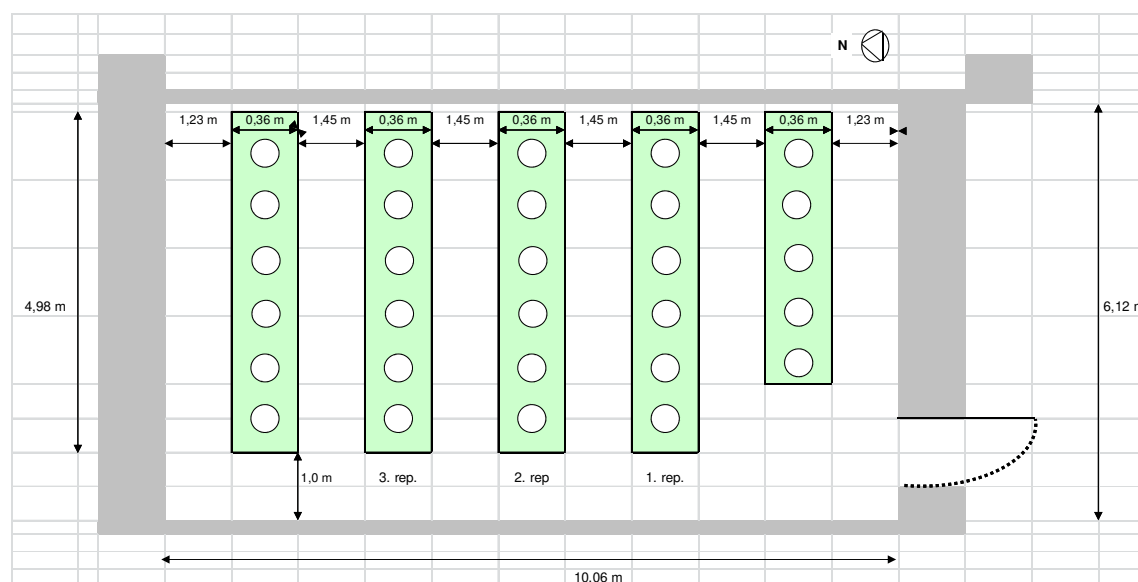 N
1,23 m
0,36 m
1,45 m
0,36 m
1,45 m
0,36 m
1,45 m
0,36 m
1,45 m
0,36 m
1,23 m
4,98 m
6,12 m
1,0 m
3. rep.
2. rep
1. rep.
10,06 m